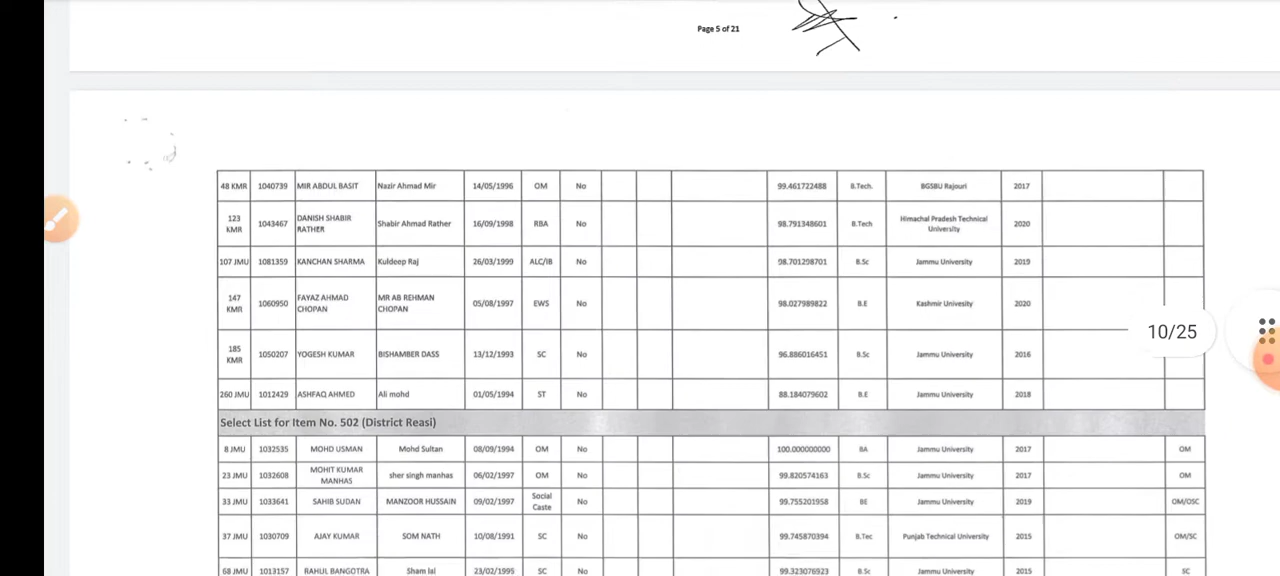 Page 5 of 21
48 KMR 1040739 MIR ABDUL BASIT Nazir Ahmad Mir 14/05/1996 OM No 99.461722488 B.Tech. BGSBU Rajouri 2017
123 KMR 1043467 DANISH SHABIR RATHER Shabir Ahmad Rather 16/09/1998 RBA No 98.791348601 B.Tech Himachal Pradesh Technical University 2020
107 JMU 1081359 KANCHAN SHARMA Kuldeep Raj 26/03/1999 ALC/IB No 98.701298701 B.Sc Jammu University 2019
147 KMR 1060950 FAYAZ AHMAD CHOPAN MR AB REHMAN CHOPAN 05/08/1997 EWS No 98.027989822 B.E Kashmir Univesity 2020
10/25
185 KMR 1050207 YOGESH KUMAR BISHAMBER DASS 13/12/1993 SC No 96.886016451 B.Sc Jammu University 2016
260 JMU 1012429 ASHFAQ AHMED Ali mohd 01/05/1994 ST No 88.184079602 B.E Jammu University 2018
Select List for Item No. 502 (District Reasi)
8 JMU 1032535 MOHD USMAN Mohd Sultan 08/09/1994 OM No 100.000000000 BA Jammu University 2017 OM
23 JMU 1032608 MOHIT KUMAR MANHAS sher singh manhas 06/02/1997 OM No 99.820574163 B.Sc Jammu University 2017 OM
33 JMU 1033641 SAHIB SUDAN MANZOOR HUSSAIN 09/02/1997 Social Caste No 99.755201958 BE Jammu University 2019 OM/OSC
37 JMU 1030709 AJAY KUMAR SOM NATH 10/08/1991 SC No 99.745870394 B.Tec Punjab Technical University 2015 OM/SC
68 JMU 1013157 RAHUL BANGOTRA Sham lal 23/02/1995 SC No 99.323076923 B.Sc Jammu University 2015 SC